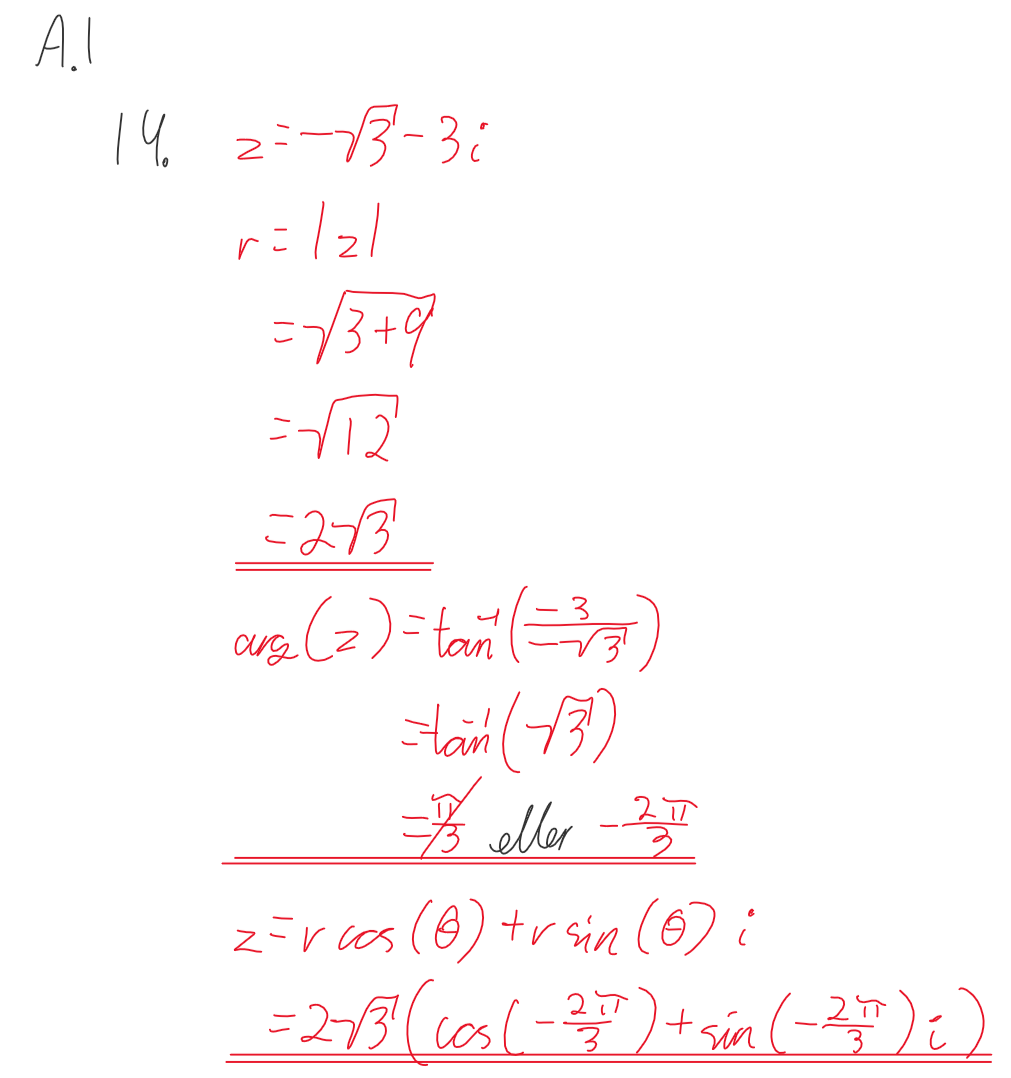 A.1
14. z = -√3 - 3i
r = |z|
= √(3+9)
= √12
= 2√3
arg(z) = tan⁻¹(-3/-√3)
= tan⁻¹(√3)
= π/3 eller -2π/3
z = r cos(θ) + r sin(θ) i
= 2√3(cos(-2π/3) + sin(-2π/3) i)